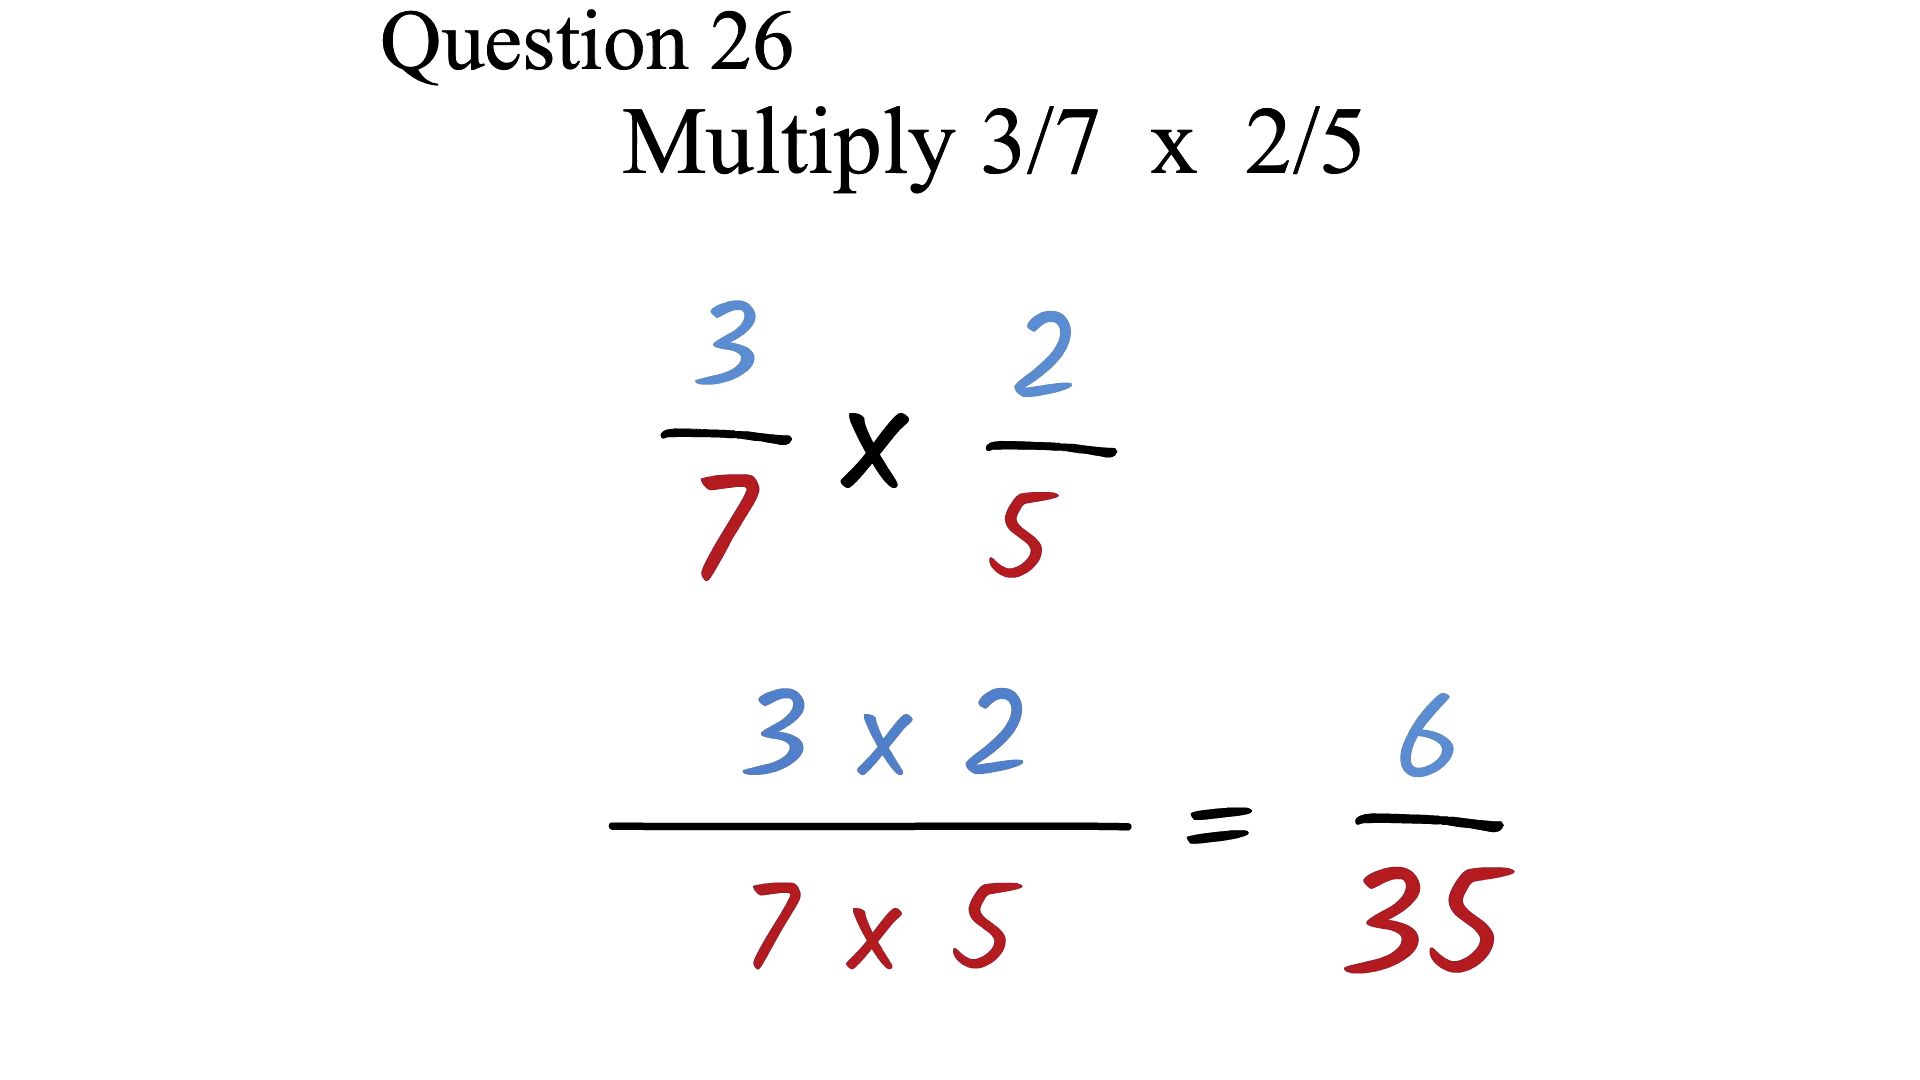 Question 26
Multiply 3/7 x 2/5
3 2
x
7 5
3 x 2 6
=
7 x 5 35